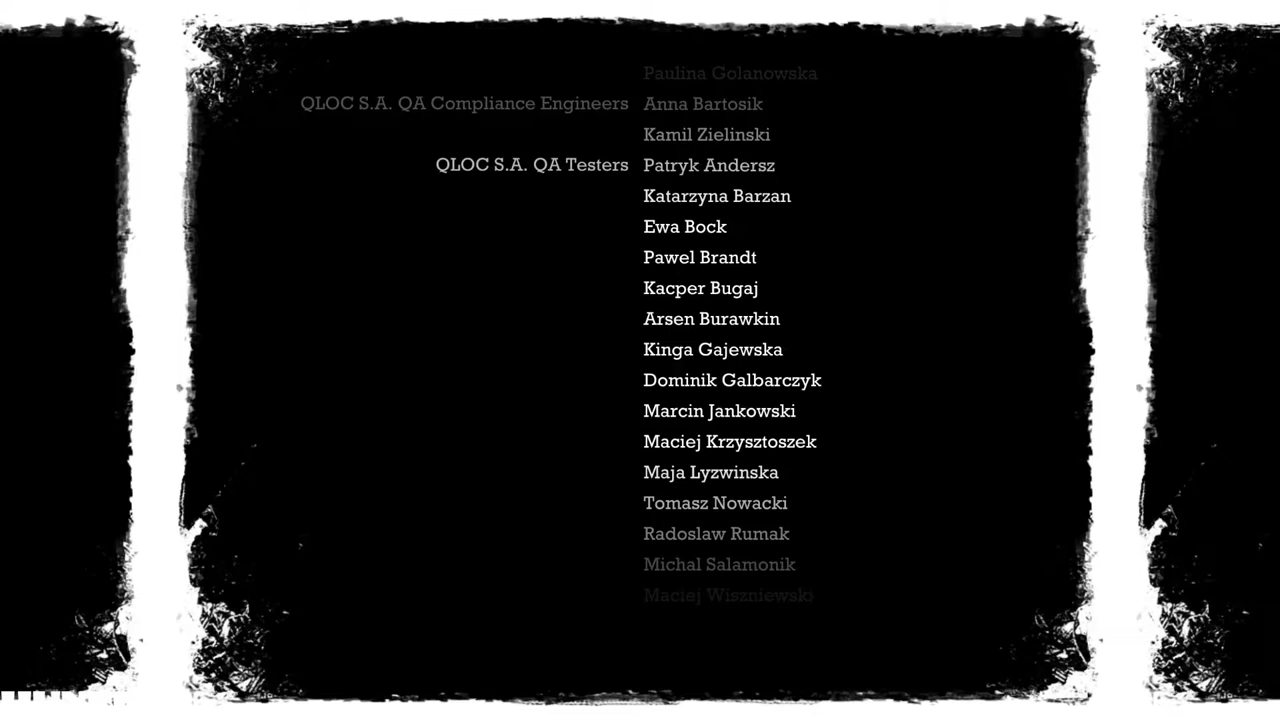 Paulina Golanowska
QLOC S.A. QA Compliance Engineers Anna Bartosik
Kamil Zielinski
QLOC S.A. QA Testers Patryk Andersz
Katarzyna Barzan
Ewa Bock
Pawel Brandt
Kacper Bugaj
Arsen Burawkin
Kinga Gajewska
Dominik Galbarczyk
Marcin Jankowski
Maciej Krzysztoszek
Maja Lyzwinska
Tomasz Nowacki
Radoslaw Rumak
Michal Salamonik
Maciej Wiszniewski